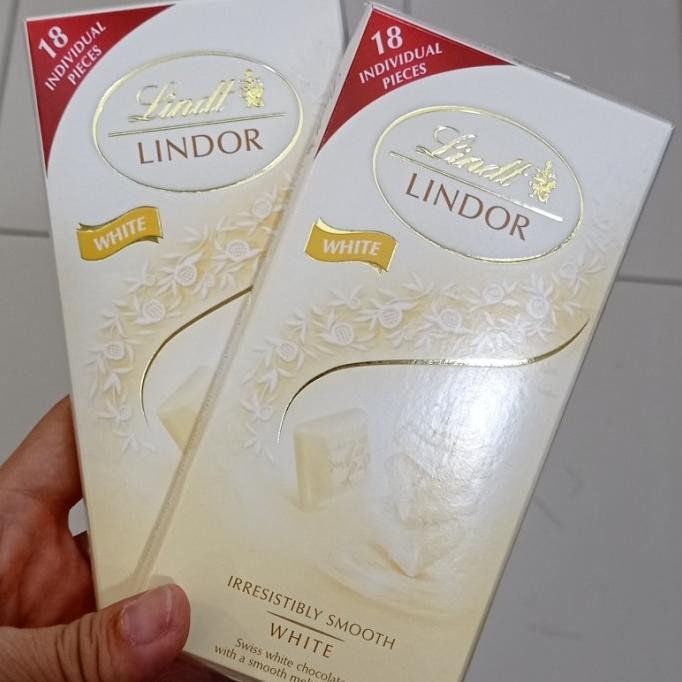 18
INDIVIDUAL
PIECES
Lindt
LINDOR
WHITE
18
INDIVIDUAL
PIECES
Lindt
LINDOR
WHITE
IRRESISTIBLY SMOOTH
WHITE
Swiss white chocolate
with a smooth